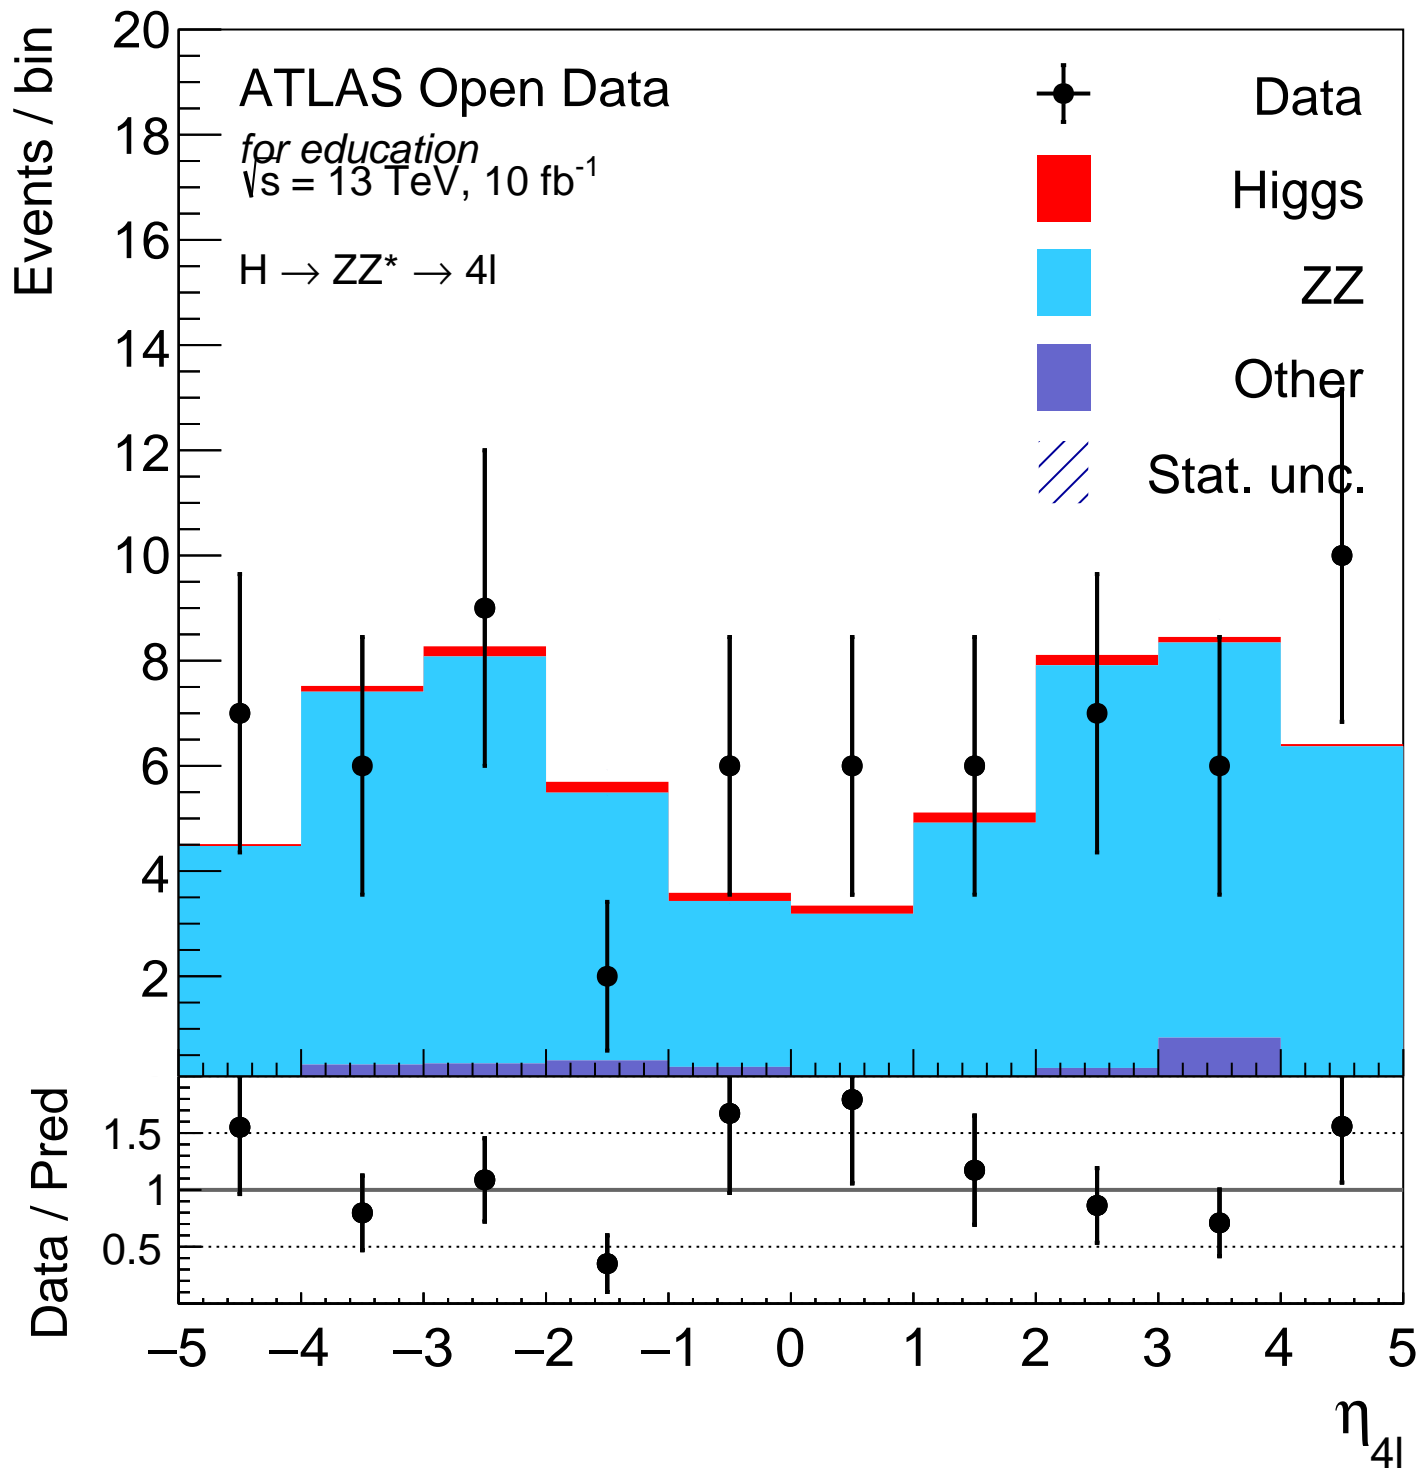 Events / bin
20
18
16
14
12
10
8
6
4
2
ATLAS Open Data
for education
√s = 13 TeV, 10 fb⁻¹
H → ZZ* → 4l
Data
Higgs
ZZ
Other
Stat. unc.
Data / Pred
1.5
1
0.5
−5 −4 −3 −2 −1 0 1 2 3 4 5
η₄ₗ